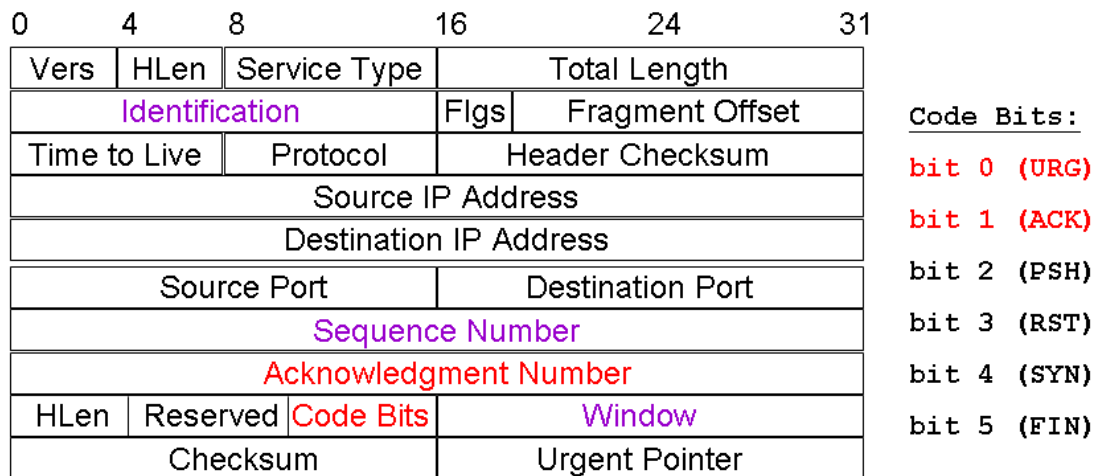 0 4 8 16 24 31
Vers HLen Service Type Total Length
Identification Flgs Fragment Offset
Time to Live Protocol Header Checksum
Source IP Address
Destination IP Address
Source Port Destination Port
Sequence Number
Acknowledgment Number
HLen Reserved Code Bits Window
Checksum Urgent Pointer
Code Bits:
bit 0 (URG)
bit 1 (ACK)
bit 2 (PSH)
bit 3 (RST)
bit 4 (SYN)
bit 5 (FIN)